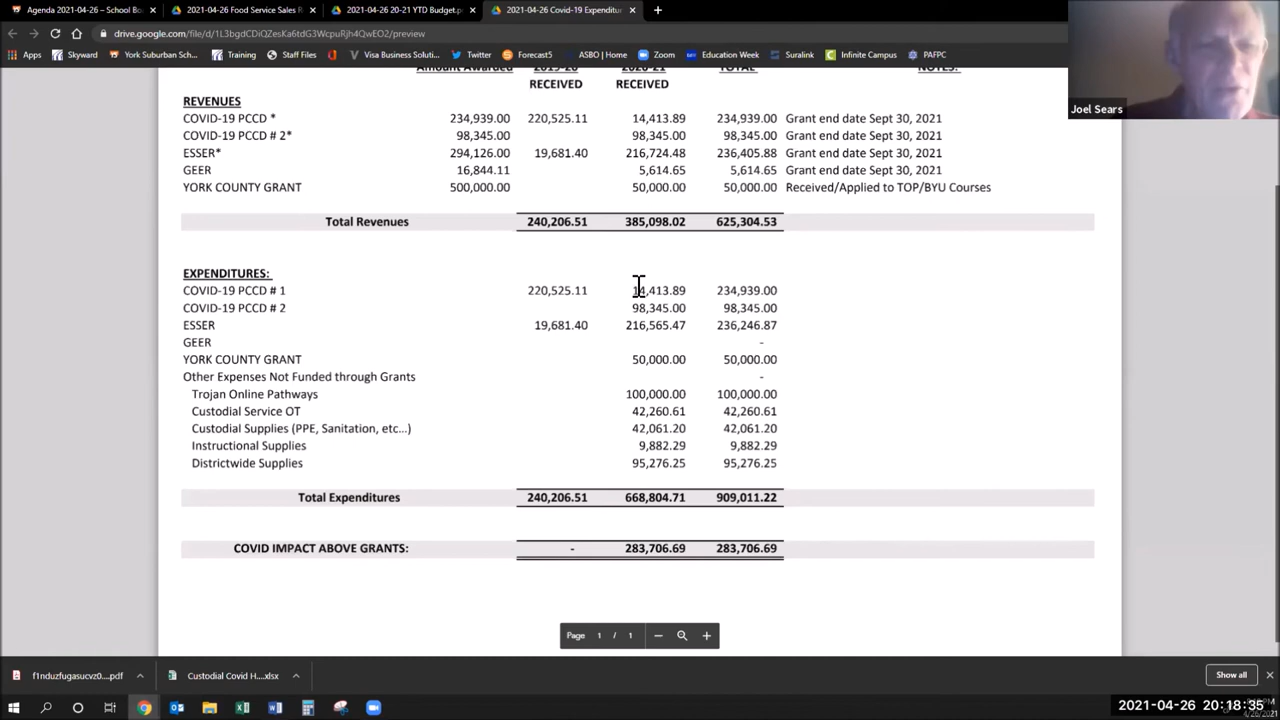 Agenda 2021-04-26 – School Bo
2021-04-26 Food Service Sales R
2021-04-26 20-21 YTD Budget.p
2021-04-26 Covid-19 Expenditur
drive.google.com/file/d/1L3bgdCDiQZesKa6tdG3WcpuRjh4QwEO2/preview
Apps Skyward York Suburban Sch... Training Staff Files Visa Business Soluti... Twitter Forecast5 ASBO | Home Zoom Education Week Suralink Infinite Campus PAFPC
Joel Sears
Amount Awarded 2019-20 2020-21 TOTAL NOTES:
RECEIVED RECEIVED
REVENUES
COVID-19 PCCD * 234,939.00 220,525.11 14,413.89 234,939.00 Grant end date Sept 30, 2021
COVID-19 PCCD # 2* 98,345.00 98,345.00 98,345.00 Grant end date Sept 30, 2021
ESSER* 294,126.00 19,681.40 216,724.48 236,405.88 Grant end date Sept 30, 2021
GEER 16,844.11 5,614.65 5,614.65 Grant end date Sept 30, 2021
YORK COUNTY GRANT 500,000.00 50,000.00 50,000.00 Received/Applied to TOP/BYU Courses
Total Revenues 240,206.51 385,098.02 625,304.53
EXPENDITURES:
COVID-19 PCCD # 1 220,525.11 14,413.89 234,939.00
COVID-19 PCCD # 2 98,345.00 98,345.00
ESSER 19,681.40 216,565.47 236,246.87
GEER -
YORK COUNTY GRANT 50,000.00 50,000.00
Other Expenses Not Funded through Grants -
Trojan Online Pathways 100,000.00 100,000.00
Custodial Service OT 42,260.61 42,260.61
Custodial Supplies (PPE, Sanitation, etc...) 42,061.20 42,061.20
Instructional Supplies 9,882.29 9,882.29
Districtwide Supplies 95,276.25 95,276.25
Total Expenditures 240,206.51 668,804.71 909,011.22
COVID IMPACT ABOVE GRANTS: - 283,706.69 283,706.69
Page 1 / 1
f1nduzfugasucvz0....pdf
Custodial Covid H....xlsx
Show all
2021-04-26 20:18:35